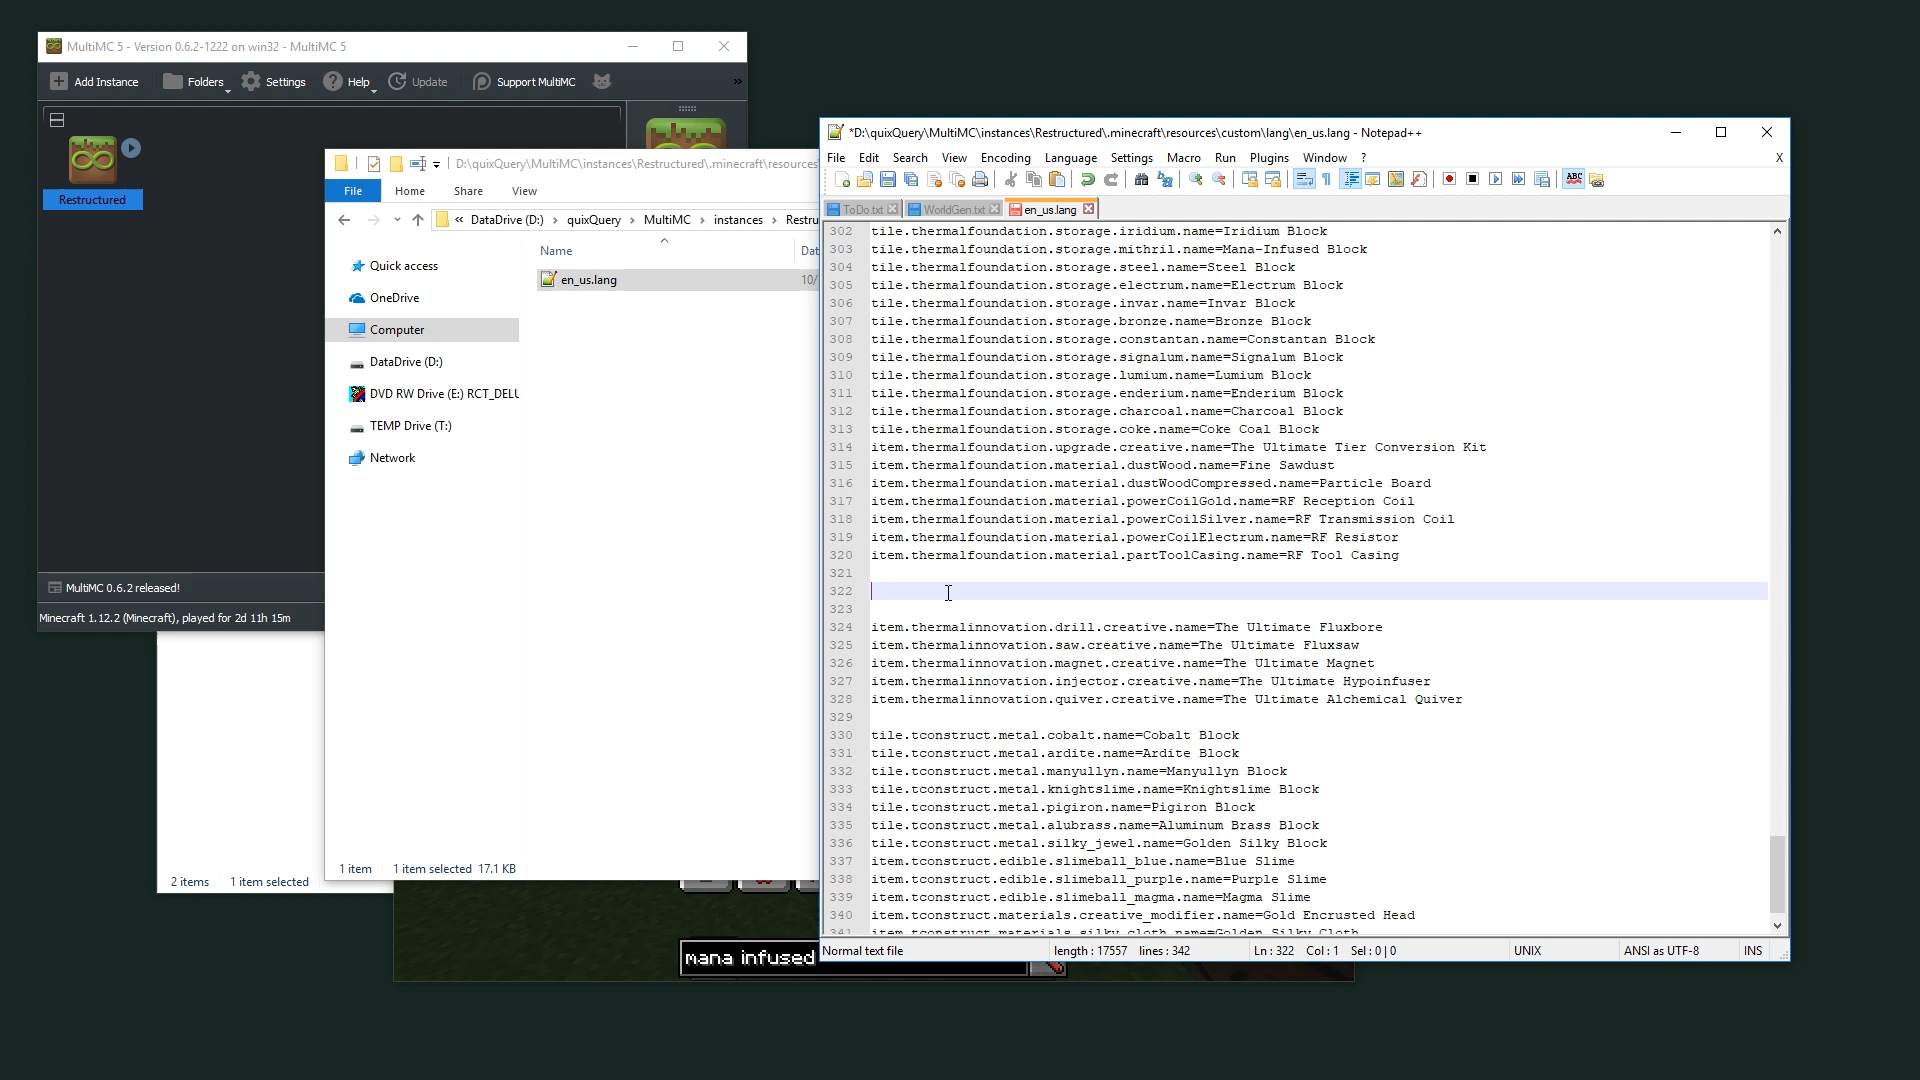 MultiMC 5 - Version 0.6.2-1222 on win32 - MultiMC 5
Add Instance Folders Settings Help Update Support MultiMC »
Restructured
MultiMC 0.6.2 released!
Minecraft 1.12.2 (Minecraft), played for 2d 11h 15m
2 items 1 item selected
D:\quixQuery\MultiMC\instances\Restructured\.minecraft\resources
File Home Share View
« DataDrive (D:) › quixQuery › MultiMC › instances › Restru
Name Dat
en_us.lang 10/
Quick access
OneDrive
Computer
DataDrive (D:)
DVD RW Drive (E:) RCT_DELU
TEMP Drive (T:)
Network
1 item 1 item selected 17.1 KB
mana infused
*D:\quixQuery\MultiMC\instances\Restructured\.minecraft\resources\custom\lang\en_us.lang - Notepad++
File Edit Search View Encoding Language Settings Macro Run Plugins Window ? X
ToDo.txt WorldGen.txt en_us.lang
302 tile.thermalfoundation.storage.iridium.name=Iridium Block
303 tile.thermalfoundation.storage.mithril.name=Mana-Infused Block
304 tile.thermalfoundation.storage.steel.name=Steel Block
305 tile.thermalfoundation.storage.electrum.name=Electrum Block
306 tile.thermalfoundation.storage.invar.name=Invar Block
307 tile.thermalfoundation.storage.bronze.name=Bronze Block
308 tile.thermalfoundation.storage.constantan.name=Constantan Block
309 tile.thermalfoundation.storage.signalum.name=Signalum Block
310 tile.thermalfoundation.storage.lumium.name=Lumium Block
311 tile.thermalfoundation.storage.enderium.name=Enderium Block
312 tile.thermalfoundation.storage.charcoal.name=Charcoal Block
313 tile.thermalfoundation.storage.coke.name=Coke Coal Block
314 item.thermalfoundation.upgrade.creative.name=The Ultimate Tier Conversion Kit
315 item.thermalfoundation.material.dustWood.name=Fine Sawdust
316 item.thermalfoundation.material.dustWoodCompressed.name=Particle Board
317 item.thermalfoundation.material.powerCoilGold.name=RF Reception Coil
318 item.thermalfoundation.material.powerCoilSilver.name=RF Transmission Coil
319 item.thermalfoundation.material.powerCoilElectrum.name=RF Resistor
320 item.thermalfoundation.material.partToolCasing.name=RF Tool Casing
321
322
323
324 item.thermalinnovation.drill.creative.name=The Ultimate Fluxbore
325 item.thermalinnovation.saw.creative.name=The Ultimate Fluxsaw
326 item.thermalinnovation.magnet.creative.name=The Ultimate Magnet
327 item.thermalinnovation.injector.creative.name=The Ultimate Hypoinfuser
328 item.thermalinnovation.quiver.creative.name=The Ultimate Alchemical Quiver
329
330 tile.tconstruct.metal.cobalt.name=Cobalt Block
331 tile.tconstruct.metal.ardite.name=Ardite Block
332 tile.tconstruct.metal.manyullyn.name=Manyullyn Block
333 tile.tconstruct.metal.knightslime.name=Knightslime Block
334 tile.tconstruct.metal.pigiron.name=Pigiron Block
335 tile.tconstruct.metal.alubrass.name=Aluminum Brass Block
336 tile.tconstruct.metal.silky_jewel.name=Golden Silky Block
337 item.tconstruct.edible.slimeball_blue.name=Blue Slime
338 item.tconstruct.edible.slimeball_purple.name=Purple Slime
339 item.tconstruct.edible.slimeball_magma.name=Magma Slime
340 item.tconstruct.materials.creative_modifier.name=Gold Encrusted Head
341 item.tconstruct.materials.silky_cloth.name=Golden Silky Cloth
Normal text file length : 17557 lines : 342 Ln : 322 Col : 1 Sel : 0 | 0 UNIX ANSI as UTF-8 INS